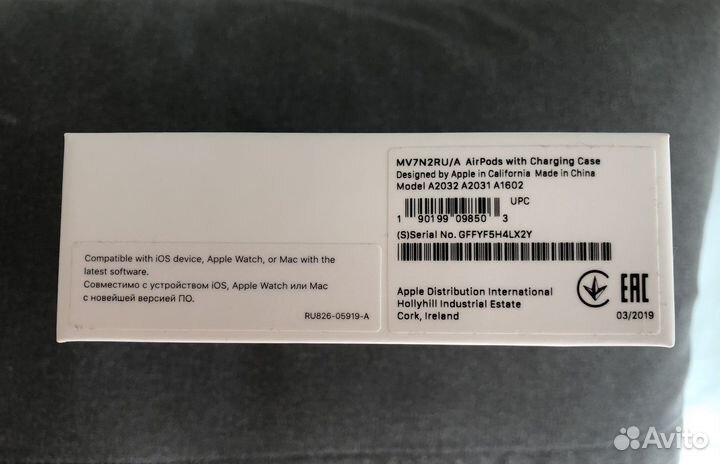 MV7N2RU/A AirPods with Charging Case
Designed by Apple in California Made in China
Model A2032 A2031 A1602
UPC
1 90199 09850 3
(S)Serial No. GFFYF5H4LX2Y
Apple Distribution International
Hollyhill Industrial Estate
Cork, Ireland
EAC
03/2019
Compatible with iOS device, Apple Watch, or Mac with the
latest software.
Совместимо с устройством iOS, Apple Watch или Mac
с новейшей версией ПО.
RU826-05919-A
Avito